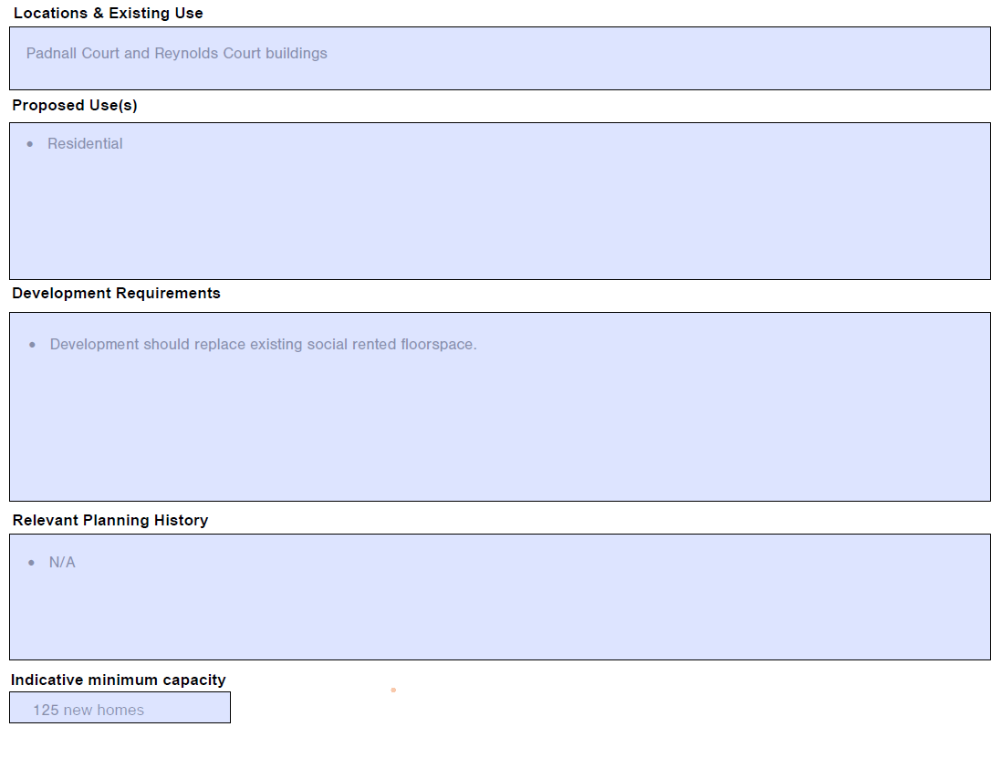 Locations & Existing Use
Padnall Court and Reynolds Court buildings
Proposed Use(s)
• Residential
Development Requirements
• Development should replace existing social rented floorspace.
Relevant Planning History
• N/A
Indicative minimum capacity
125 new homes